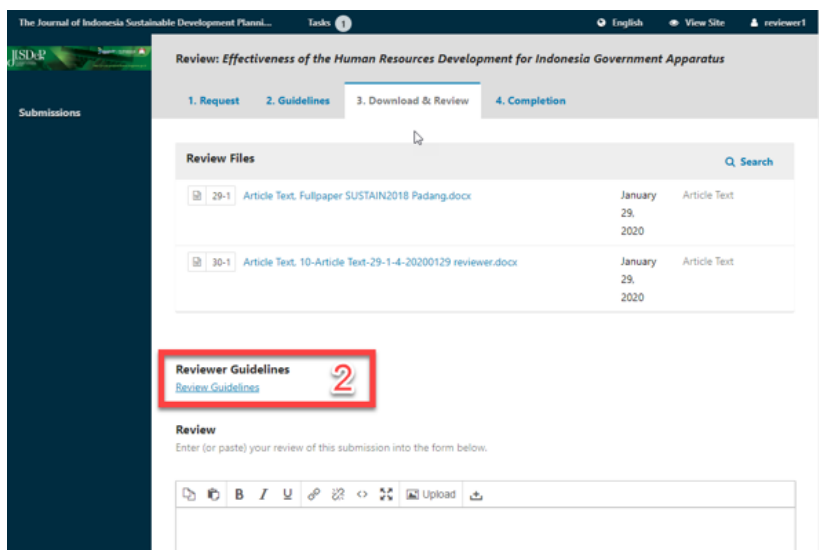 The Journal of Indonesia Sustainable Development Planni... Tasks 1 English View Site reviewer1
JISDeP
Review: Effectiveness of the Human Resources Development for Indonesia Government Apparatus
1. Request 2. Guidelines 3. Download & Review 4. Completion
Submissions
Review Files Search
29-1 Article Text, Fullpaper SUSTAIN2018 Padang.docx January 29, 2020 Article Text
30-1 Article Text, 10-Article Text-29-1-4-20200129 reviewer.docx January 29, 2020 Article Text
Reviewer Guidelines
Review Guidelines
2
Review
Enter (or paste) your review of this submission into the form below.
B I U Upload